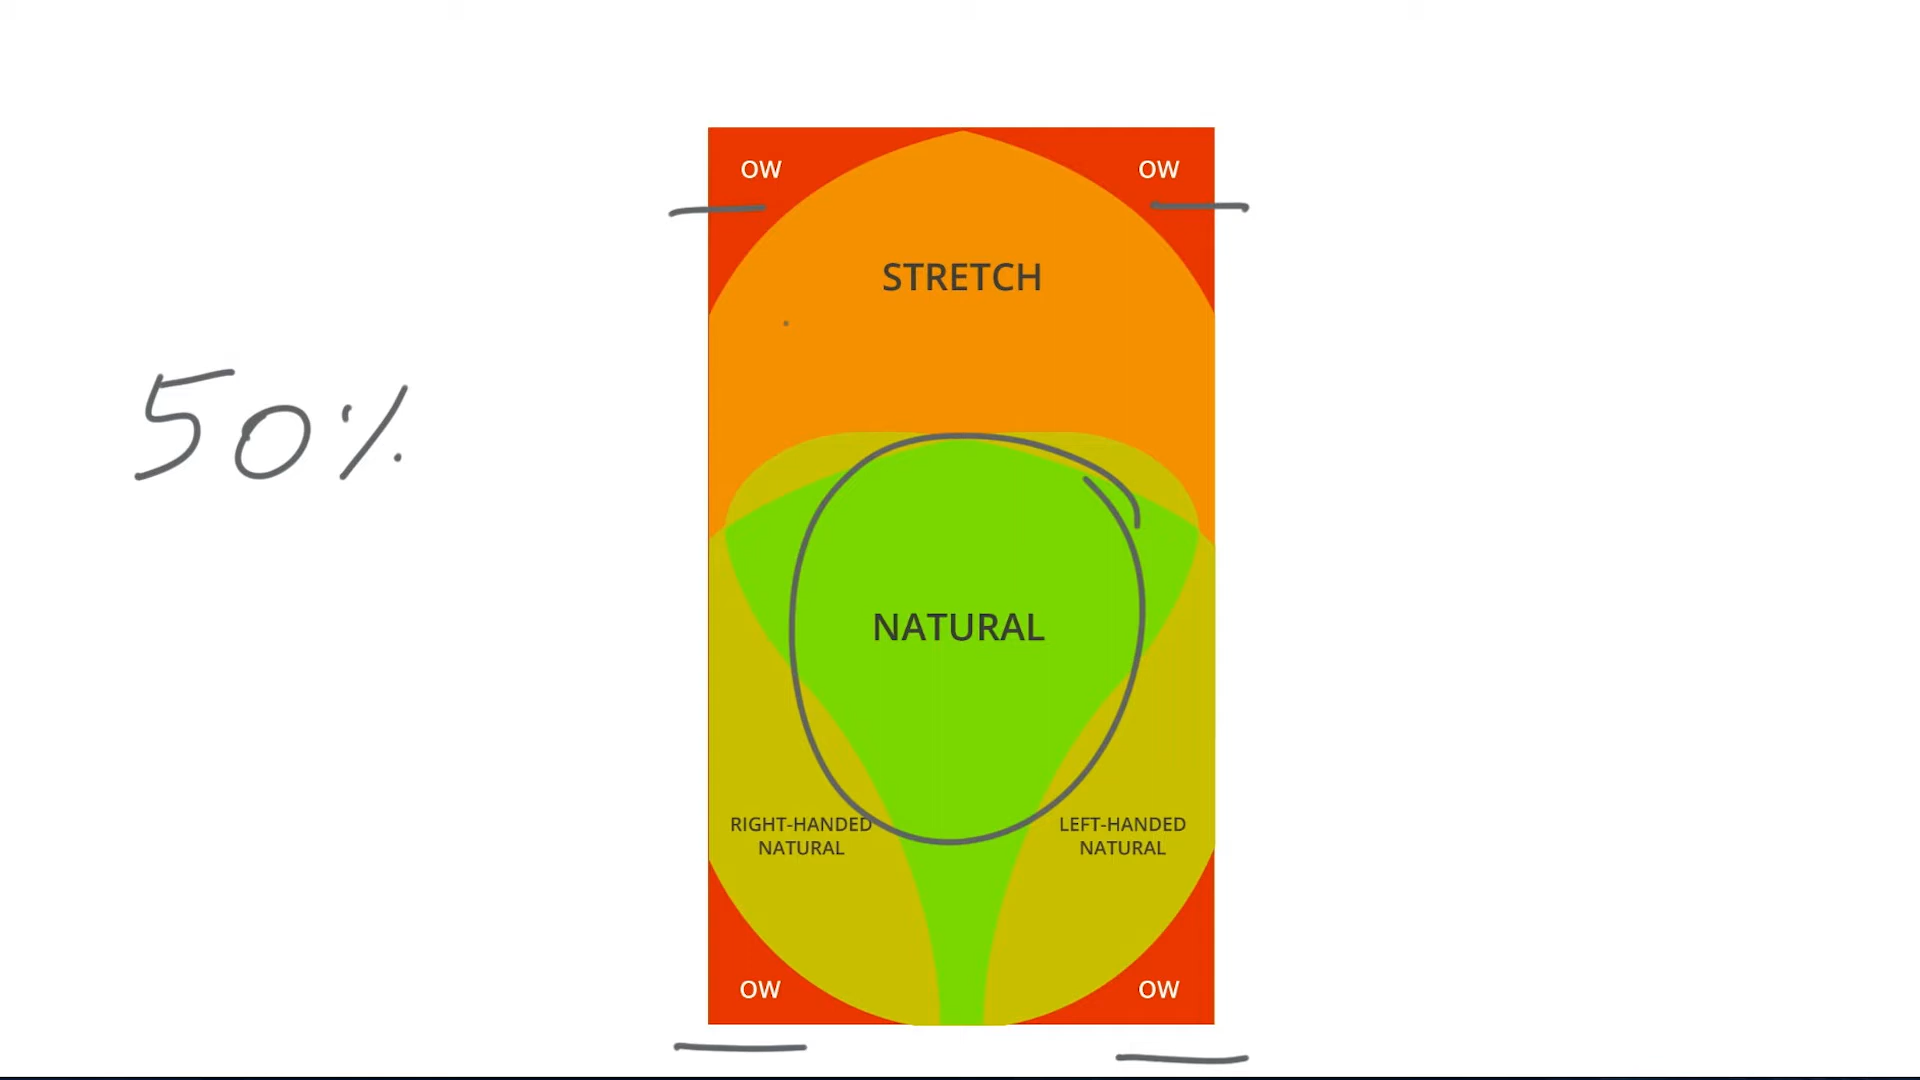 OW OW
STRETCH
50%
NATURAL
RIGHT-HANDED
NATURAL
LEFT-HANDED
NATURAL
OW OW